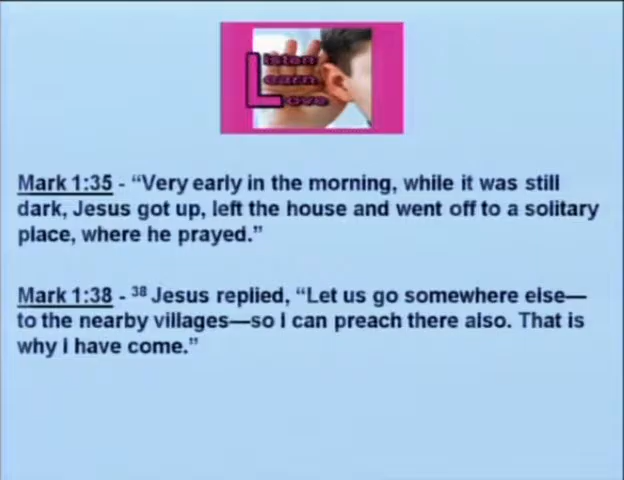 Listen
Learn
Love
Mark 1:35 - “Very early in the morning, while it was still
dark, Jesus got up, left the house and went off to a solitary
place, where he prayed.”
Mark 1:38 - ³⁸ Jesus replied, “Let us go somewhere else—
to the nearby villages—so I can preach there also. That is
why I have come.”